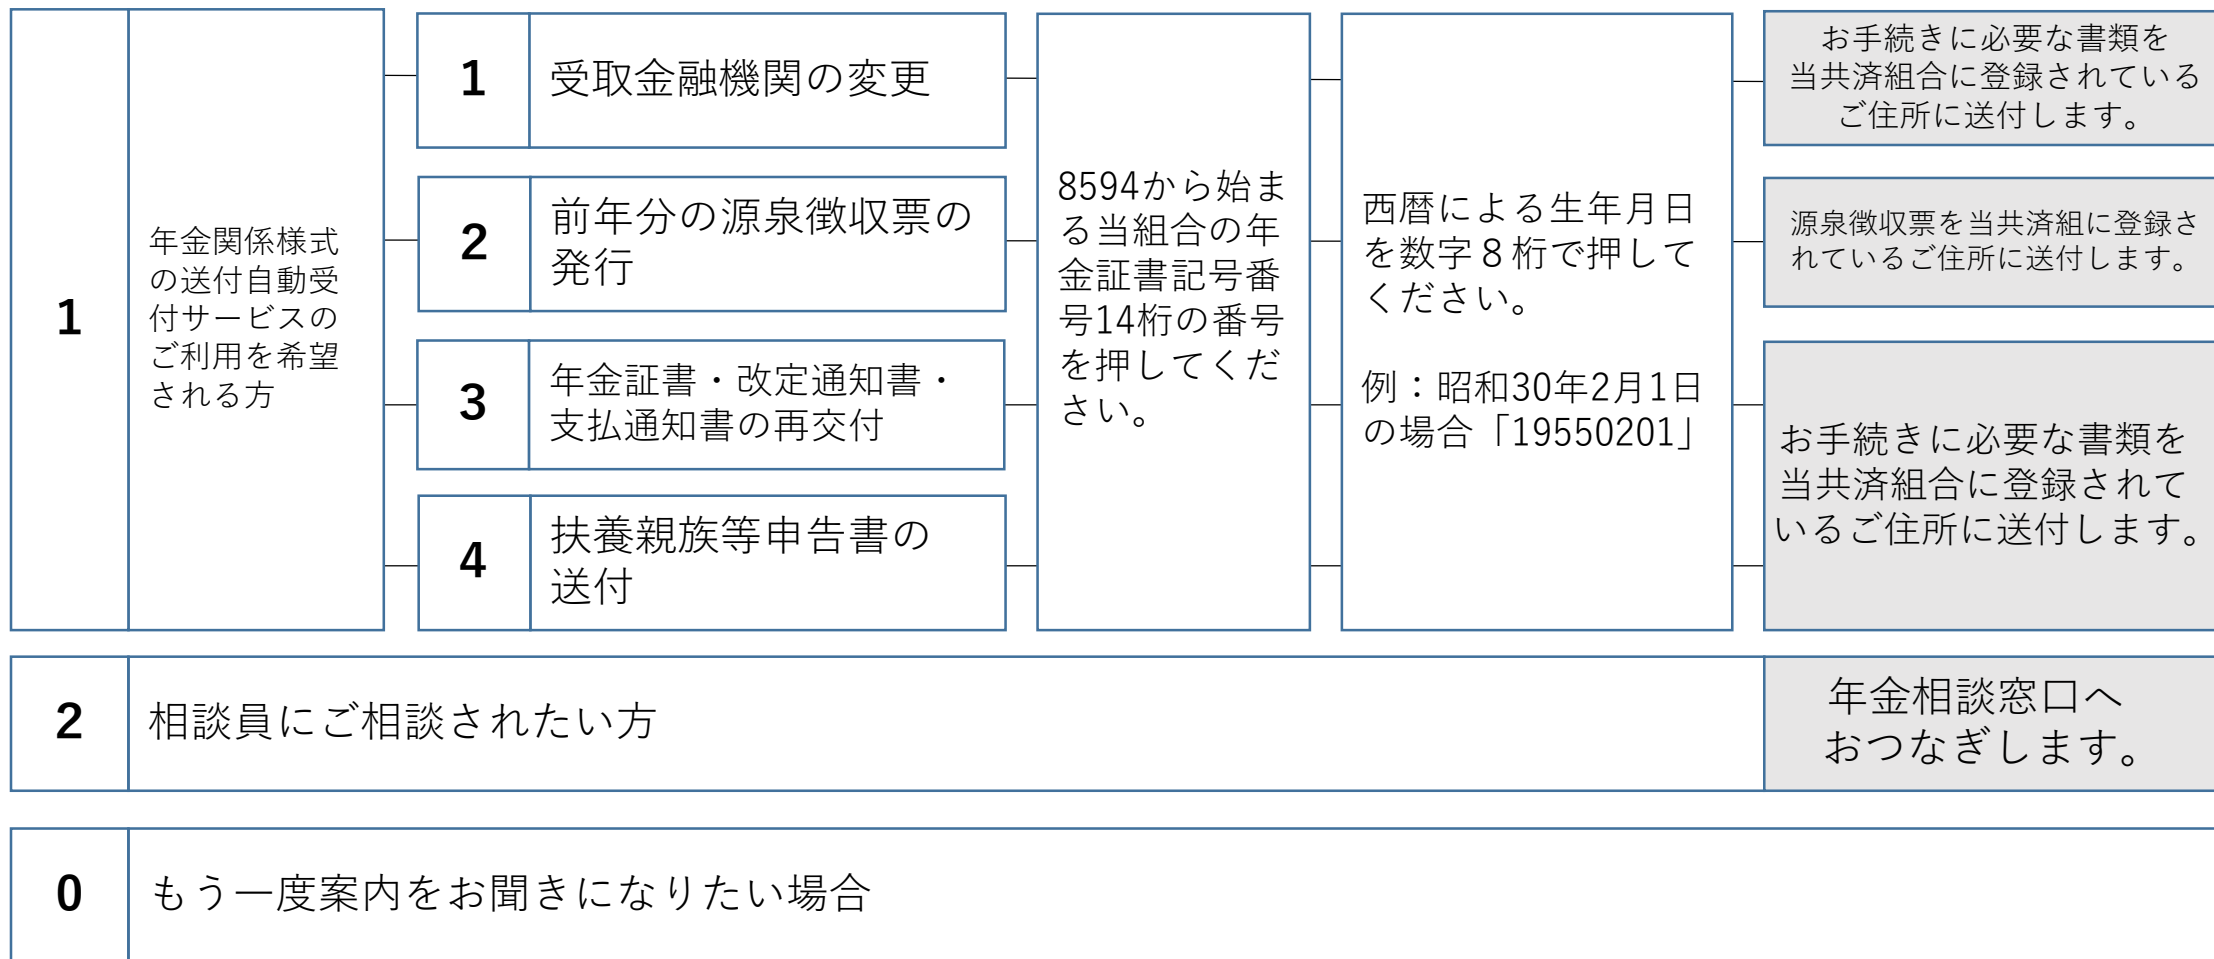 1
年金関係様式
の送付自動受
付サービスの
ご利用を希望
される方
1
受取金融機関の変更
2
前年分の源泉徴収票の
発行
3
年金証書・改定通知書・
支払通知書の再交付
4
扶養親族等申告書の
送付
8594から始ま
る当組合の年
金証書記号番
号14桁の番号
を押してくだ
さい。
西暦による生年月日
を数字８桁で押して
ください。
例：昭和30年2月1日
の場合「19550201」
お手続きに必要な書類を
当共済組合に登録されている
ご住所に送付します。
源泉徴収票を当共済組に登録さ
れているご住所に送付します。
お手続きに必要な書類を
当共済組合に登録されて
いるご住所に送付します。
2
相談員にご相談されたい方
年金相談窓口へ
おつなぎします。
0
もう一度案内をお聞きになりたい場合